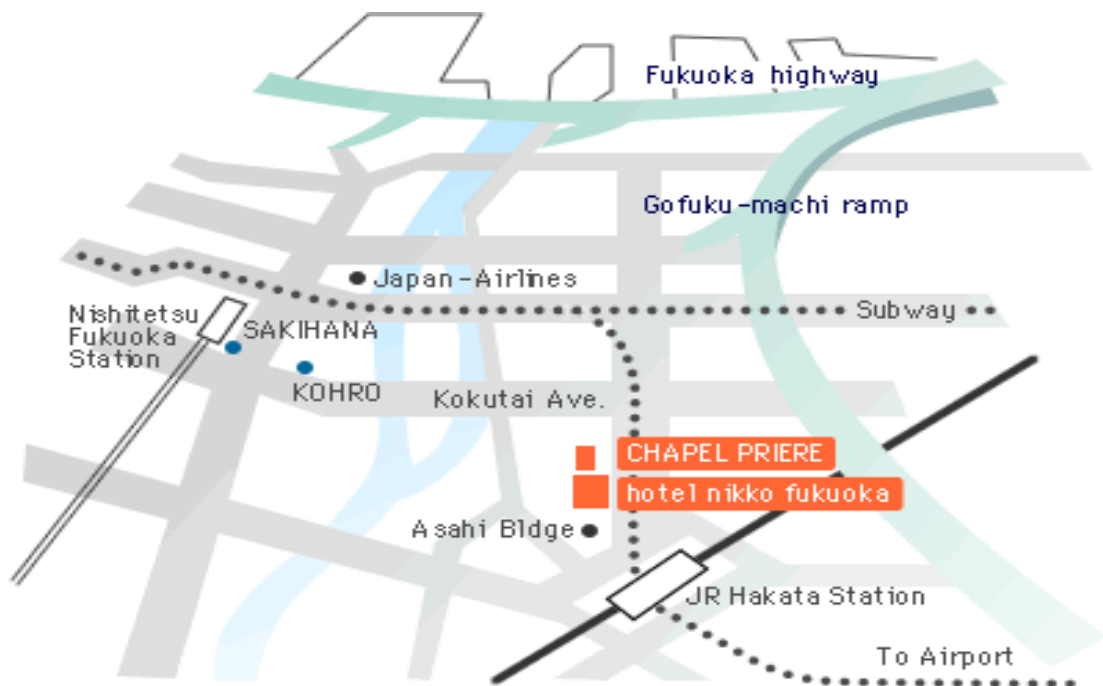 Fukuoka highway
Gofuku-machi ramp
Japan-Airlines
Nishitetsu
Fukuoka
Station
SAKIHANA
Subway
KOHRO
Kokutai Ave.
CHAPEL PRIERE
hotel nikko fukuoka
Asahi Bldge
JR Hakata Station
To Airport